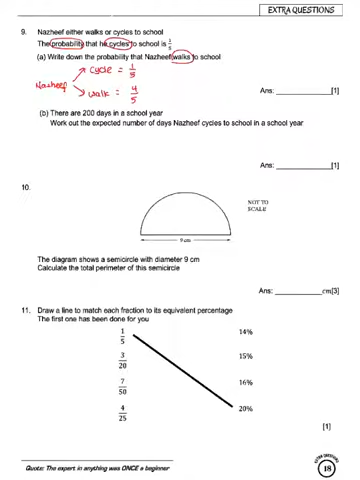 EXTRA QUESTIONS
9. Nazheef either walks or cycles to school
The probability that he cycles to school is 1/5
(a) Write down the probability that Nazheef walks to school
Nazheef
cycle = 1/5
walk = 4/5
Ans: ____________[1]
(b) There are 200 days in a school year
Work out the expected number of days Nazheef cycles to school in a school year
Ans: ____________[1]
10.
NOT TO
SCALE
9 cm
The diagram shows a semicircle with diameter 9 cm
Calculate the total perimeter of this semicircle
Ans: ____________cm[3]
11. Draw a line to match each fraction to its equivalent percentage
The first one has been done for you
1/5 14%
3/20 15%
7/50 16%
4/25 20%
[1]
Quote: The expert in anything was ONCE a beginner
EXTRA QUESTIONS
18